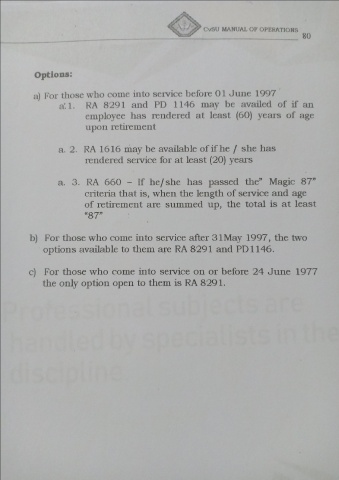 CvSU MANUAL OF OPERATIONS
80
Options:
a) For those who come into service before 01 June 1997
a.1. RA 8291 and PD 1146 may be availed of if an
employee has rendered at least (60) years of age
upon retirement
a. 2. RA 1616 may be available of if he / she has
rendered service for at least (20) years
a. 3. RA 660 – If he/she has passed the" Magic 87"
criteria that is, when the length of service and age
of retirement are summed up, the total is at least
"87"
b) For those who come into service after 31May 1997, the two
options available to them are RA 8291 and PD1146.
c) For those who come into service on or before 24 June 1977
the only option open to them is RA 8291.
Professional subjects are
handled by specialists in the
discipline.